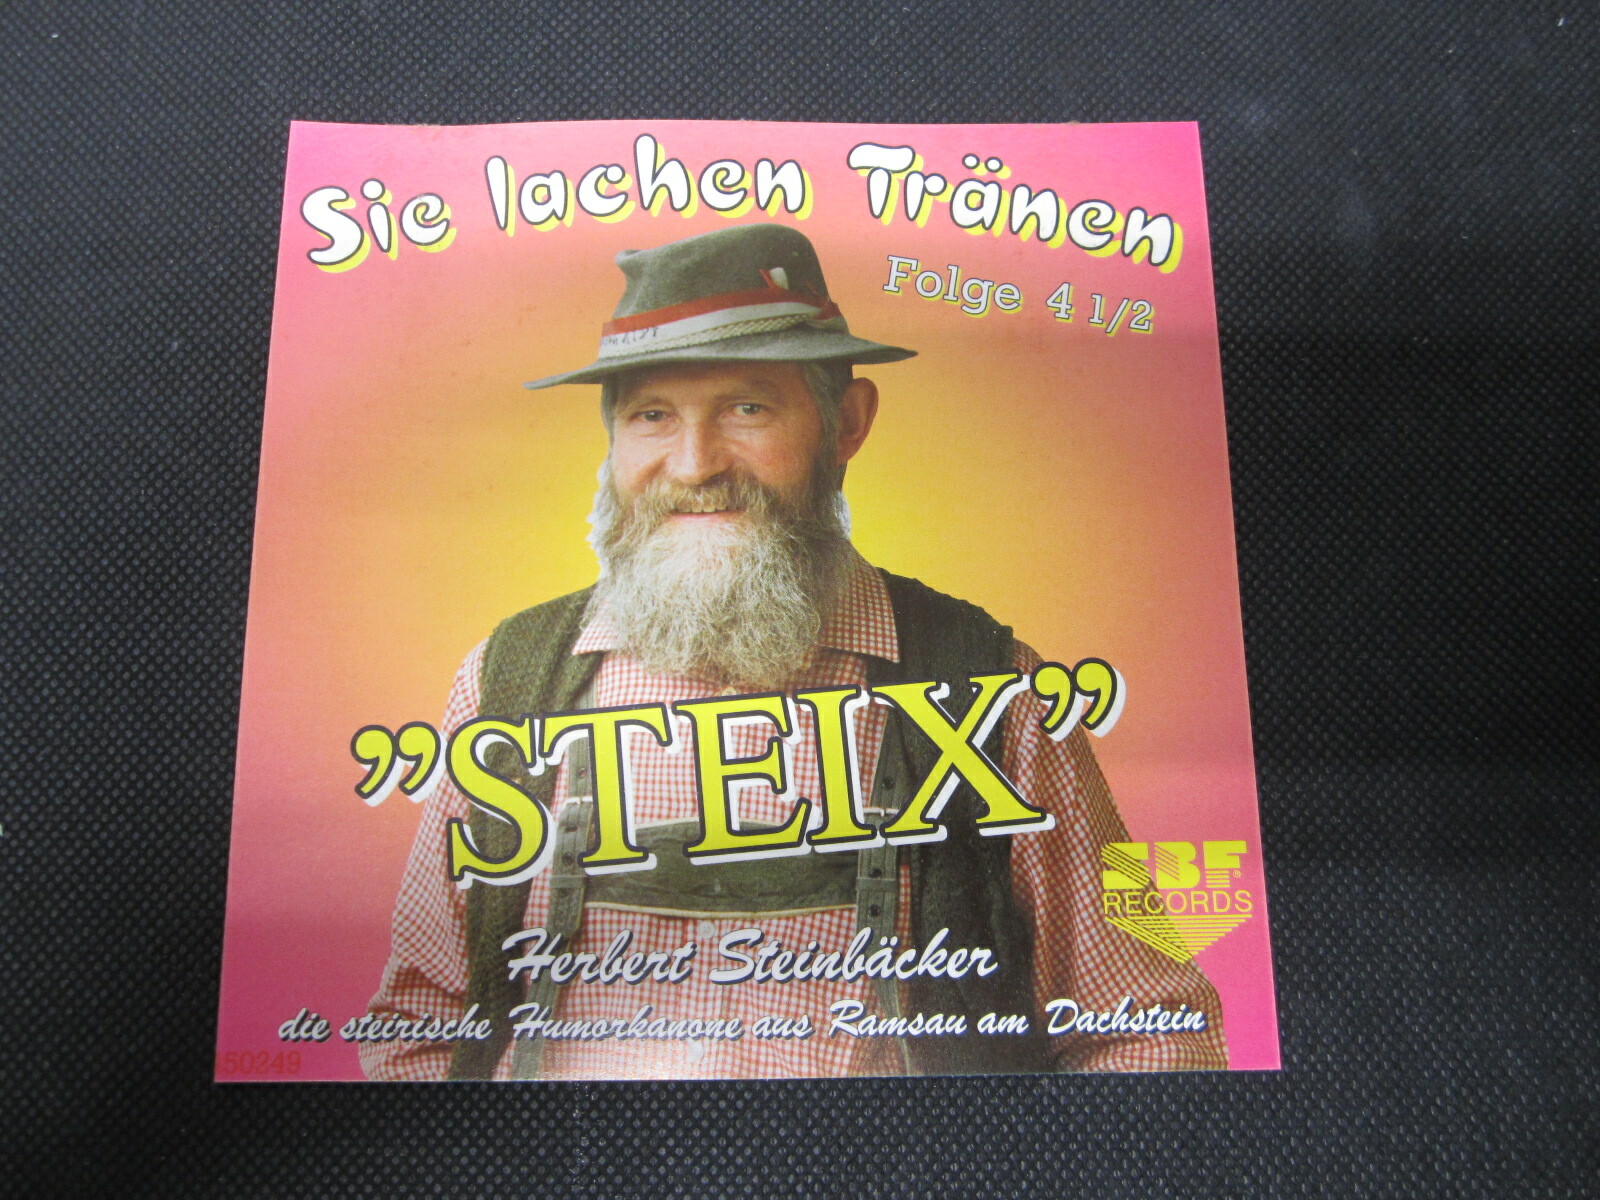 Sie lachen Tränen
Folge 4 1/2
"STEIX"
SBF®
RECORDS
Herbert Steinbäcker
die steirische Humorkanone aus Ramsau am Dachstein